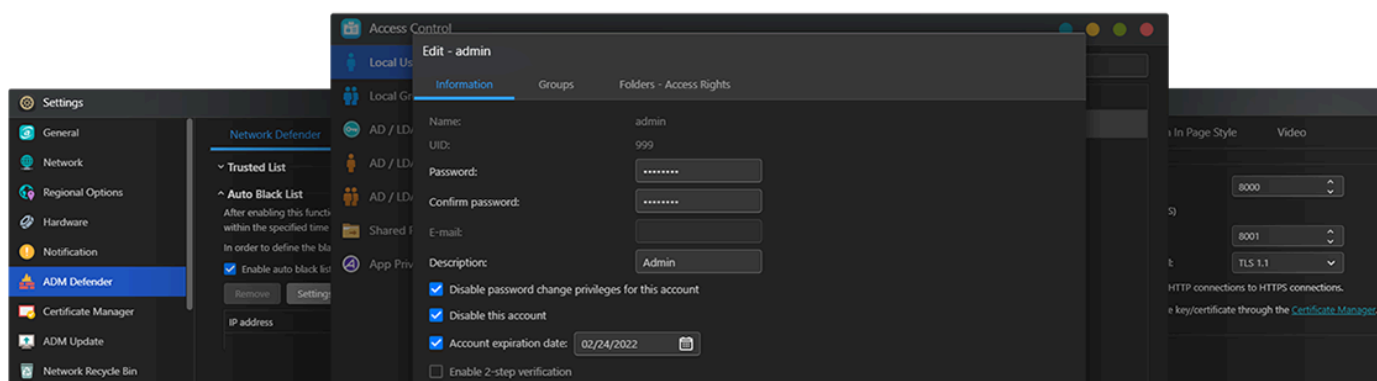 Access Control
Edit - admin
Local Us
Information Groups Folders - Access Rights
Settings
Local Gr
General
AD / LDA
Name: admin
Network Defender
n In Page Style Video
UID: 999
Network
AD / LDA
Trusted List
Password: ••••••••
8000
Regional Options
AD / LDA
Auto Black List
Confirm password: ••••••••
After enabling this functi
S)
Hardware
within the specified time
Shared F
E-mail:
8001
In order to define the bla
Notification
App Priv
Description: Admin
TLS 1.1
Enable auto black list
ADM Defender
Disable password change privileges for this account
HTTP connections to HTTPS connections.
Remove Settings
Certificate Manager
Disable this account
e key/certificate through the Certificate Manager.
IP address
ADM Update
Account expiration date: 02/24/2022
Network Recycle Bin
Enable 2-step verification